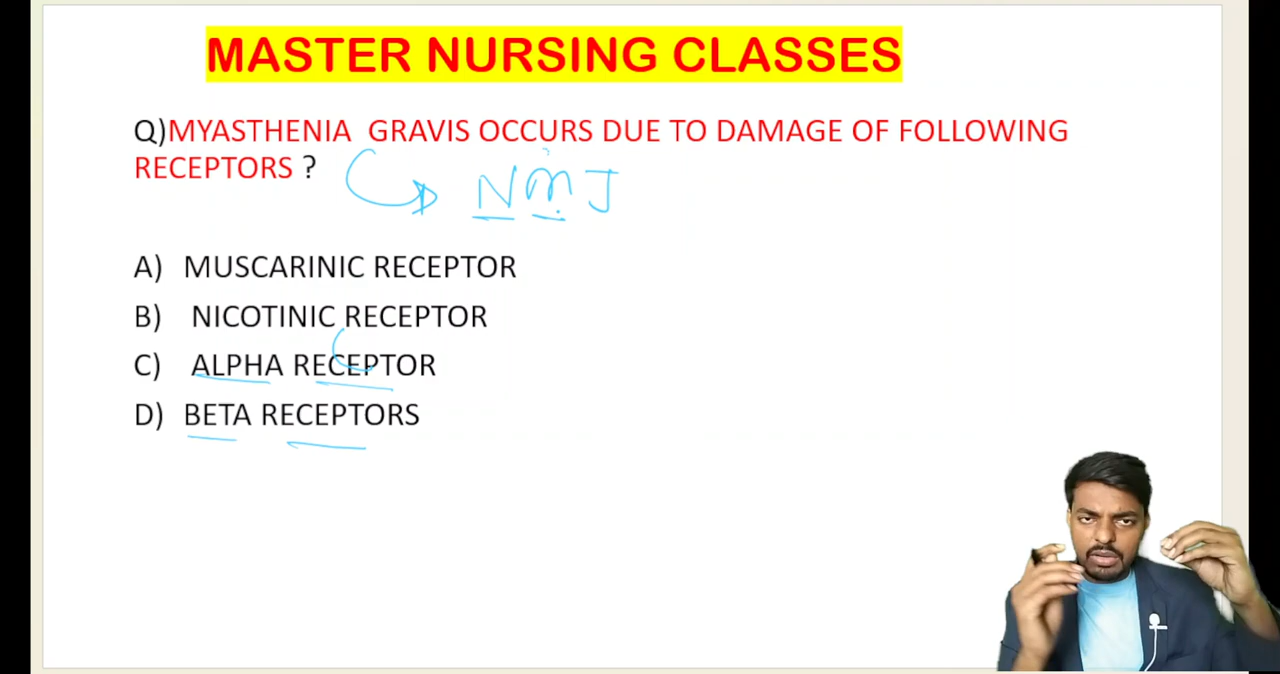 MASTER NURSING CLASSES
Q)MYASTHENIA GRAVIS OCCURS DUE TO DAMAGE OF FOLLOWING
RECEPTORS ?
NMJ
A) MUSCARINIC RECEPTOR
B) NICOTINIC RECEPTOR
C) ALPHA RECEPTOR
D) BETA RECEPTORS